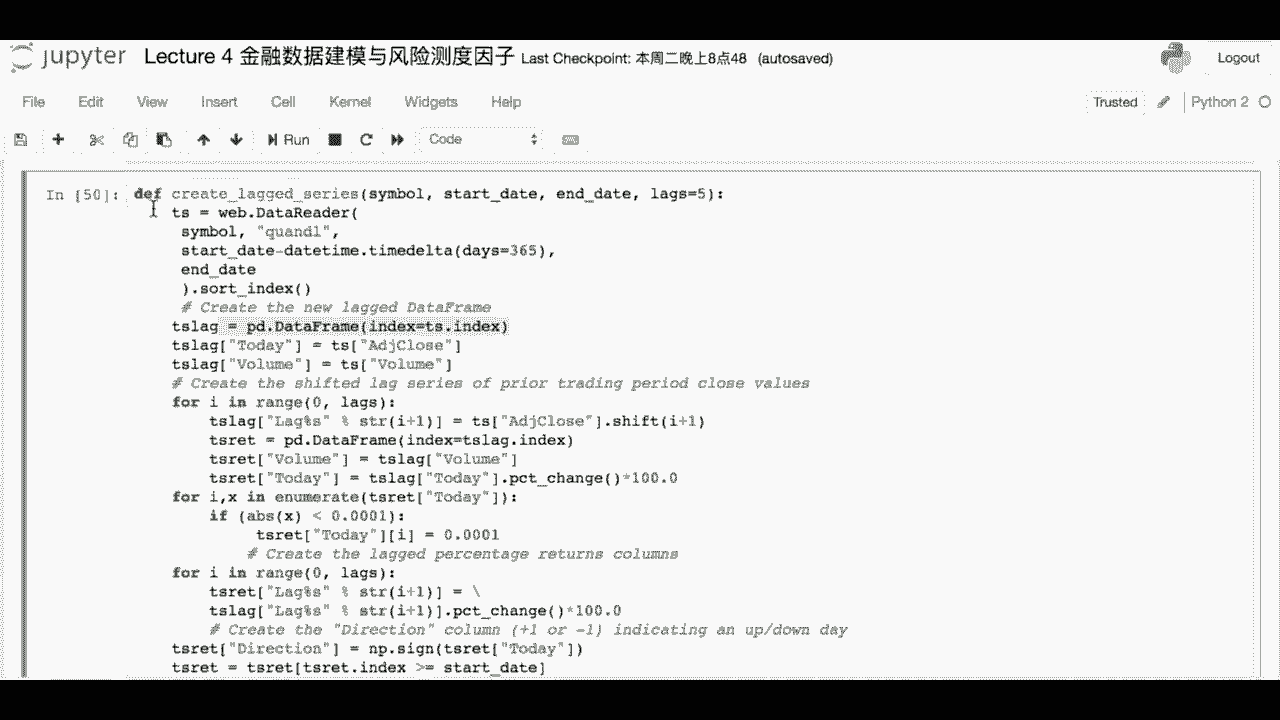 jupyter Lecture 4 金融数据建模与风险测度因子 Last Checkpoint: 本周二晚上8点48 (autosaved) Logout
File Edit View Insert Cell Kernel Widgets Help Trusted Python 2
Run Code
In [50]: def create_lagged_series(symbol, start_date, end_date, lags=5):
ts = web.DataReader(
symbol, "quandl",
start_date-datetime.timedelta(days=365),
end_date
).sort_index()
# Create the new lagged DataFrame
tslag = pd.DataFrame(index=ts.index)
tslag["Today"] = ts["AdjClose"]
tslag["Volume"] = ts["Volume"]
# Create the shifted lag series of prior trading period close values
for i in range(0, lags):
tslag["Lag%s" % str(i+1)] = ts["AdjClose"].shift(i+1)
tsret = pd.DataFrame(index=tslag.index)
tsret["Volume"] = tslag["Volume"]
tsret["Today"] = tslag["Today"].pct_change()*100.0
for i,x in enumerate(tsret["Today"]):
if (abs(x) < 0.0001):
tsret["Today"][i] = 0.0001
# Create the lagged percentage returns columns
for i in range(0, lags):
tsret["Lag%s" % str(i+1)] = \
tslag["Lag%s" % str(i+1)].pct_change()*100.0
# Create the "Direction" column (+1 or -1) indicating an up/down day
tsret["Direction"] = np.sign(tsret["Today"])
tsret = tsret[tsret.index >= start_date]